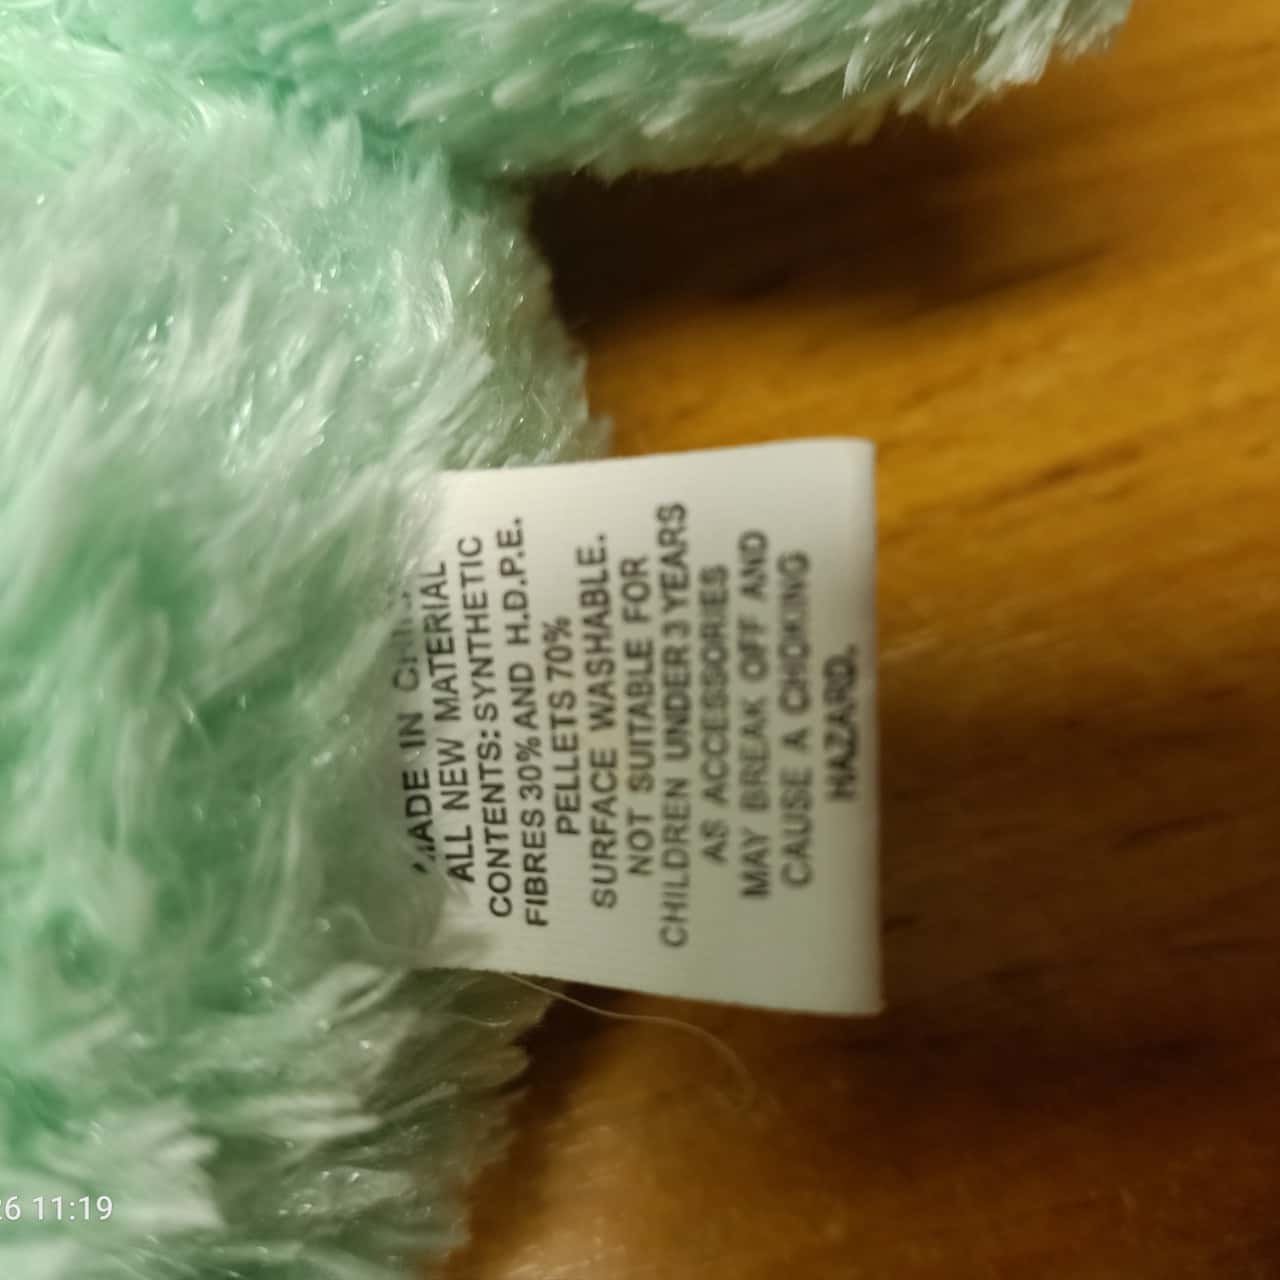 MADE IN
ALL NEW MATERIAL
CONTENTS: SYNTHETIC
FIBRES 30% AND H.D.P.E.
PELLETS 70%
SURFACE WASHABLE.
NOT SUITABLE FOR
CHILDREN UNDER 3 YEARS
AS ACCESSORIES
MAY BREAK OFF AND
CAUSE A CHOKING
HAZARD.
26 11:19